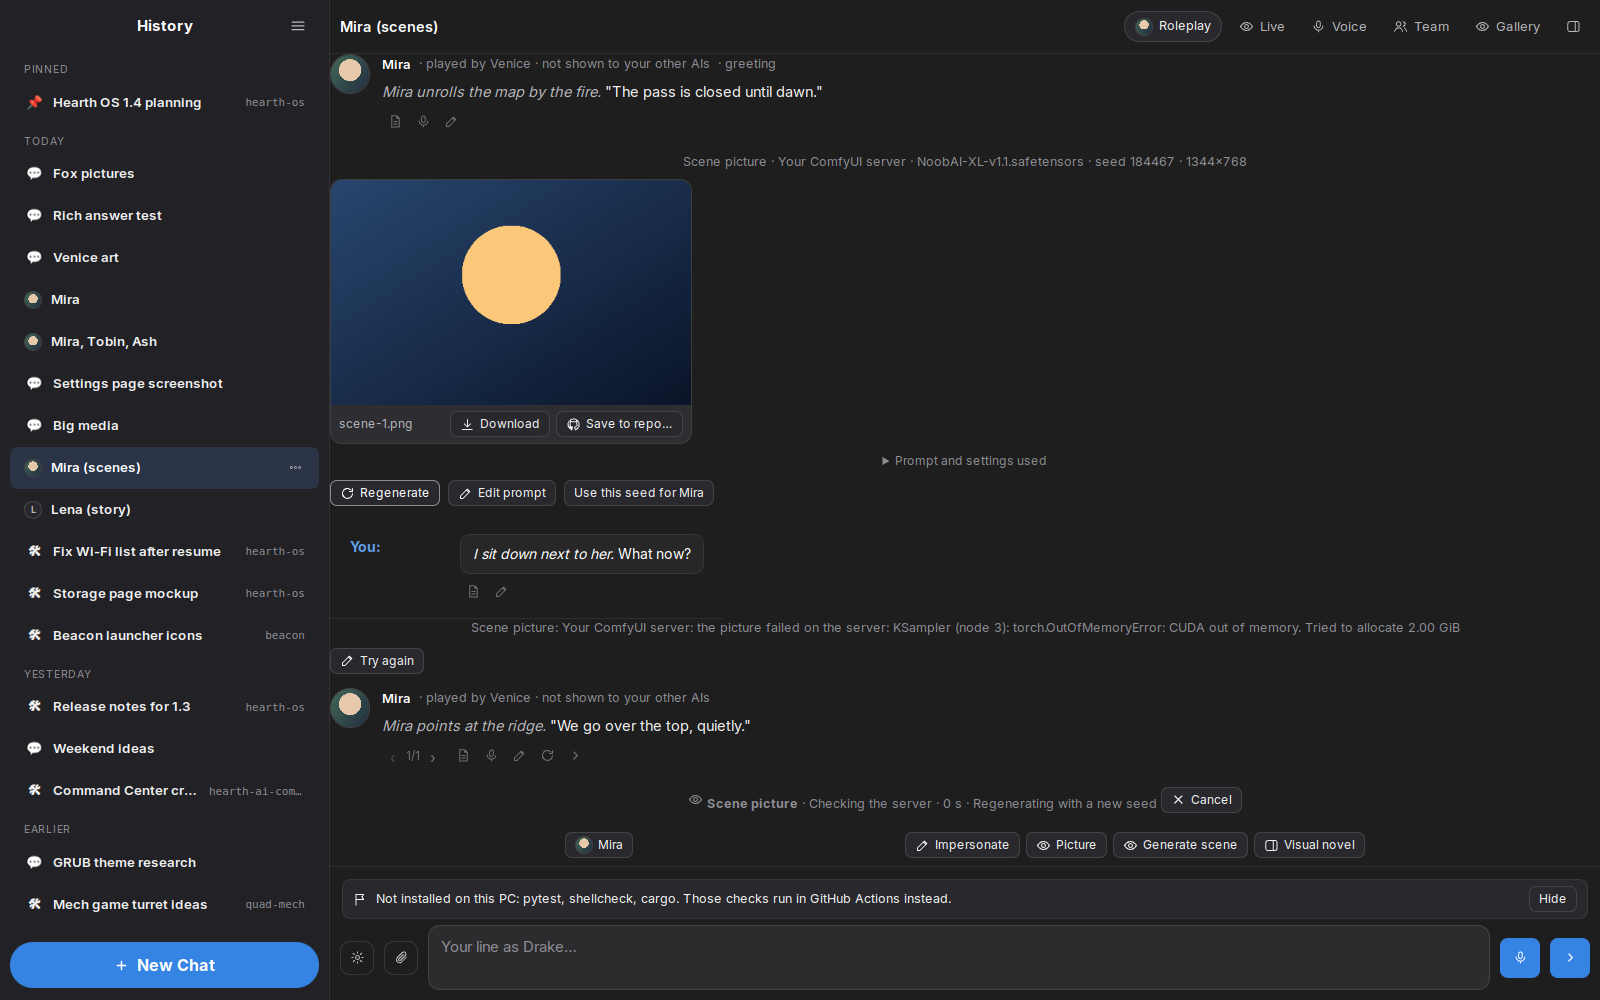 History
PINNED
Hearth OS 1.4 planning hearth-os
TODAY
Fox pictures
Rich answer test
Venice art
Mira
Mira, Tobin, Ash
Settings page screenshot
Big media
Mira (scenes)
L Lena (story)
Fix Wi-Fi list after resume hearth-os
Storage page mockup hearth-os
Beacon launcher icons beacon
YESTERDAY
Release notes for 1.3 hearth-os
Weekend ideas
Command Center cr... hearth-ai-com…
EARLIER
GRUB theme research
Mech game turret ideas quad-mech
+ New Chat
Mira (scenes)
Roleplay Live Voice Team Gallery
Mira · played by Venice · not shown to your other AIs · greeting
Mira unrolls the map by the fire. "The pass is closed until dawn."
Scene picture · Your ComfyUI server · NoobAI-XL-v1.1.safetensors · seed 184467 · 1344×768
scene-1.png Download Save to repo...
Prompt and settings used
Regenerate Edit prompt Use this seed for Mira
You: I sit down next to her. What now?
Scene picture: Your ComfyUI server: the picture failed on the server: KSampler (node 3): torch.OutOfMemoryError: CUDA out of memory. Tried to allocate 2.00 GiB
Try again
Mira · played by Venice · not shown to your other AIs
Mira points at the ridge. "We go over the top, quietly."
‹ 1/1 ›
Scene picture · Checking the server · 0 s · Regenerating with a new seed Cancel
Mira Impersonate Picture Generate scene Visual novel
Not installed on this PC: pytest, shellcheck, cargo. Those checks run in GitHub Actions instead. Hide
Your line as Drake...